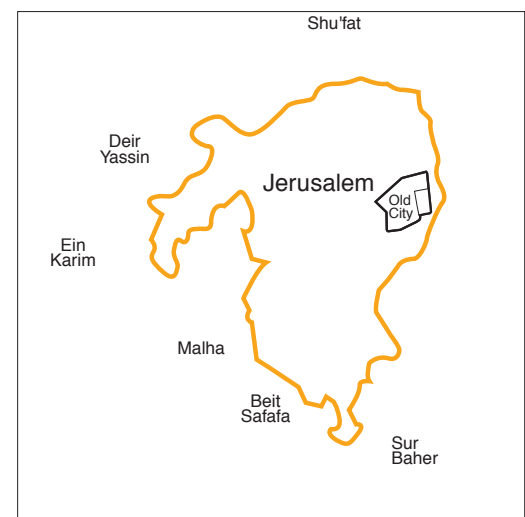 Shu'fat
Deir
Yassin
Jerusalem
Old
City
Ein
Karim
Malha
Beit
Safafa
Sur
Baher